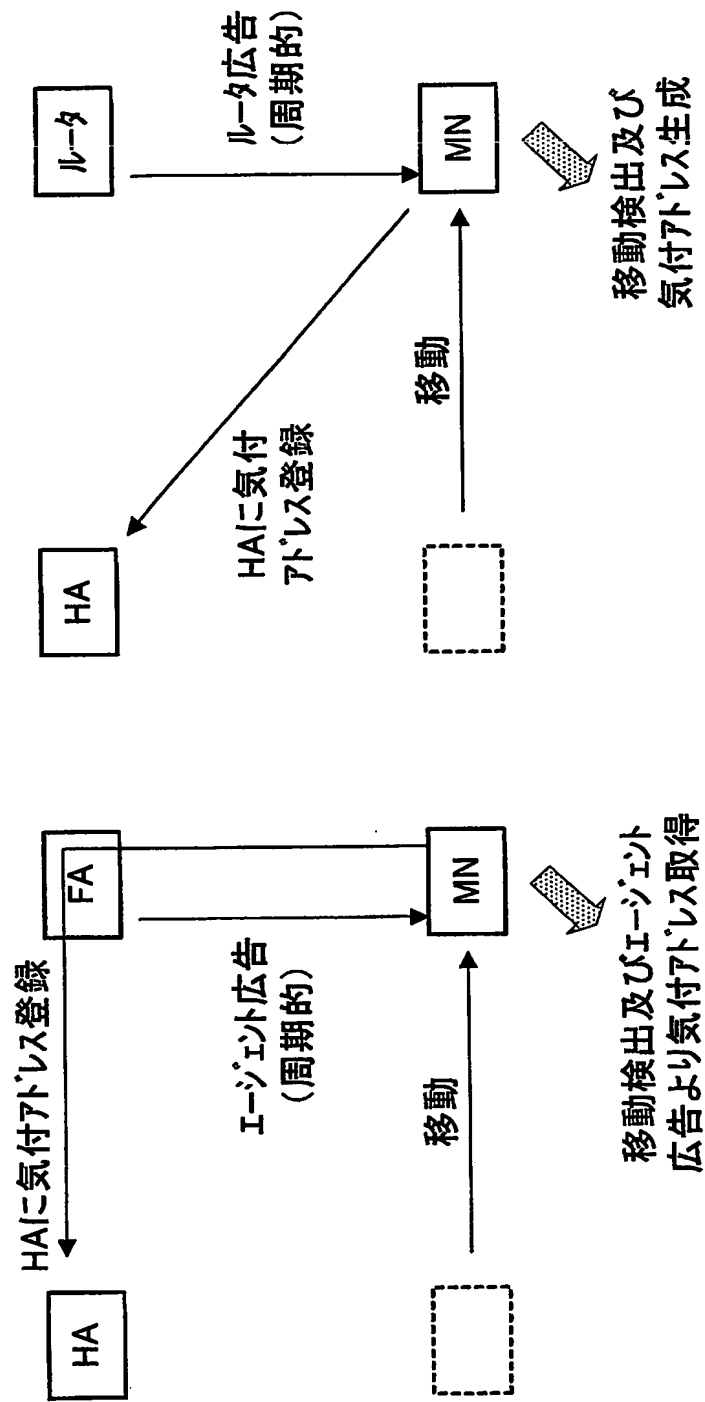 HA
HAに気付アドレス登録
FA
エージェント広告
(周期的)
移動
MN
移動検出及びエージェント
広告より気付アドレス取得
HA
HAに気付
アドレス登録
ルータ
ルータ広告
(周期的)
移動
MN
移動検出及び
気付アドレス生成